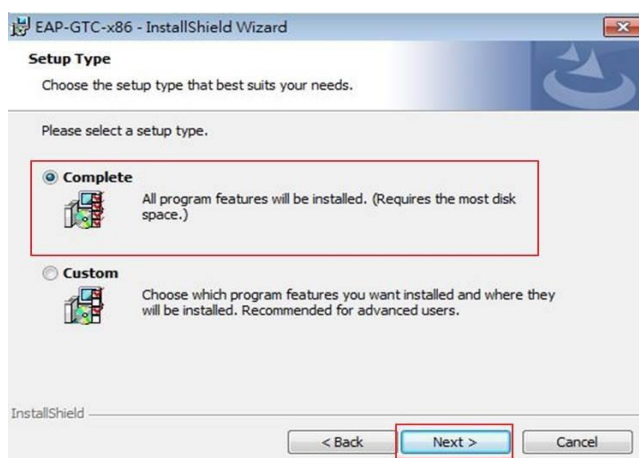 EAP-GTC-x86 - InstallShield Wizard
Setup Type
Choose the setup type that best suits your needs.
Please select a setup type.
Complete
All program features will be installed. (Requires the most disk
space.)
Custom
Choose which program features you want installed and where they
will be installed. Recommended for advanced users.
InstallShield
< Back
Next >
Cancel